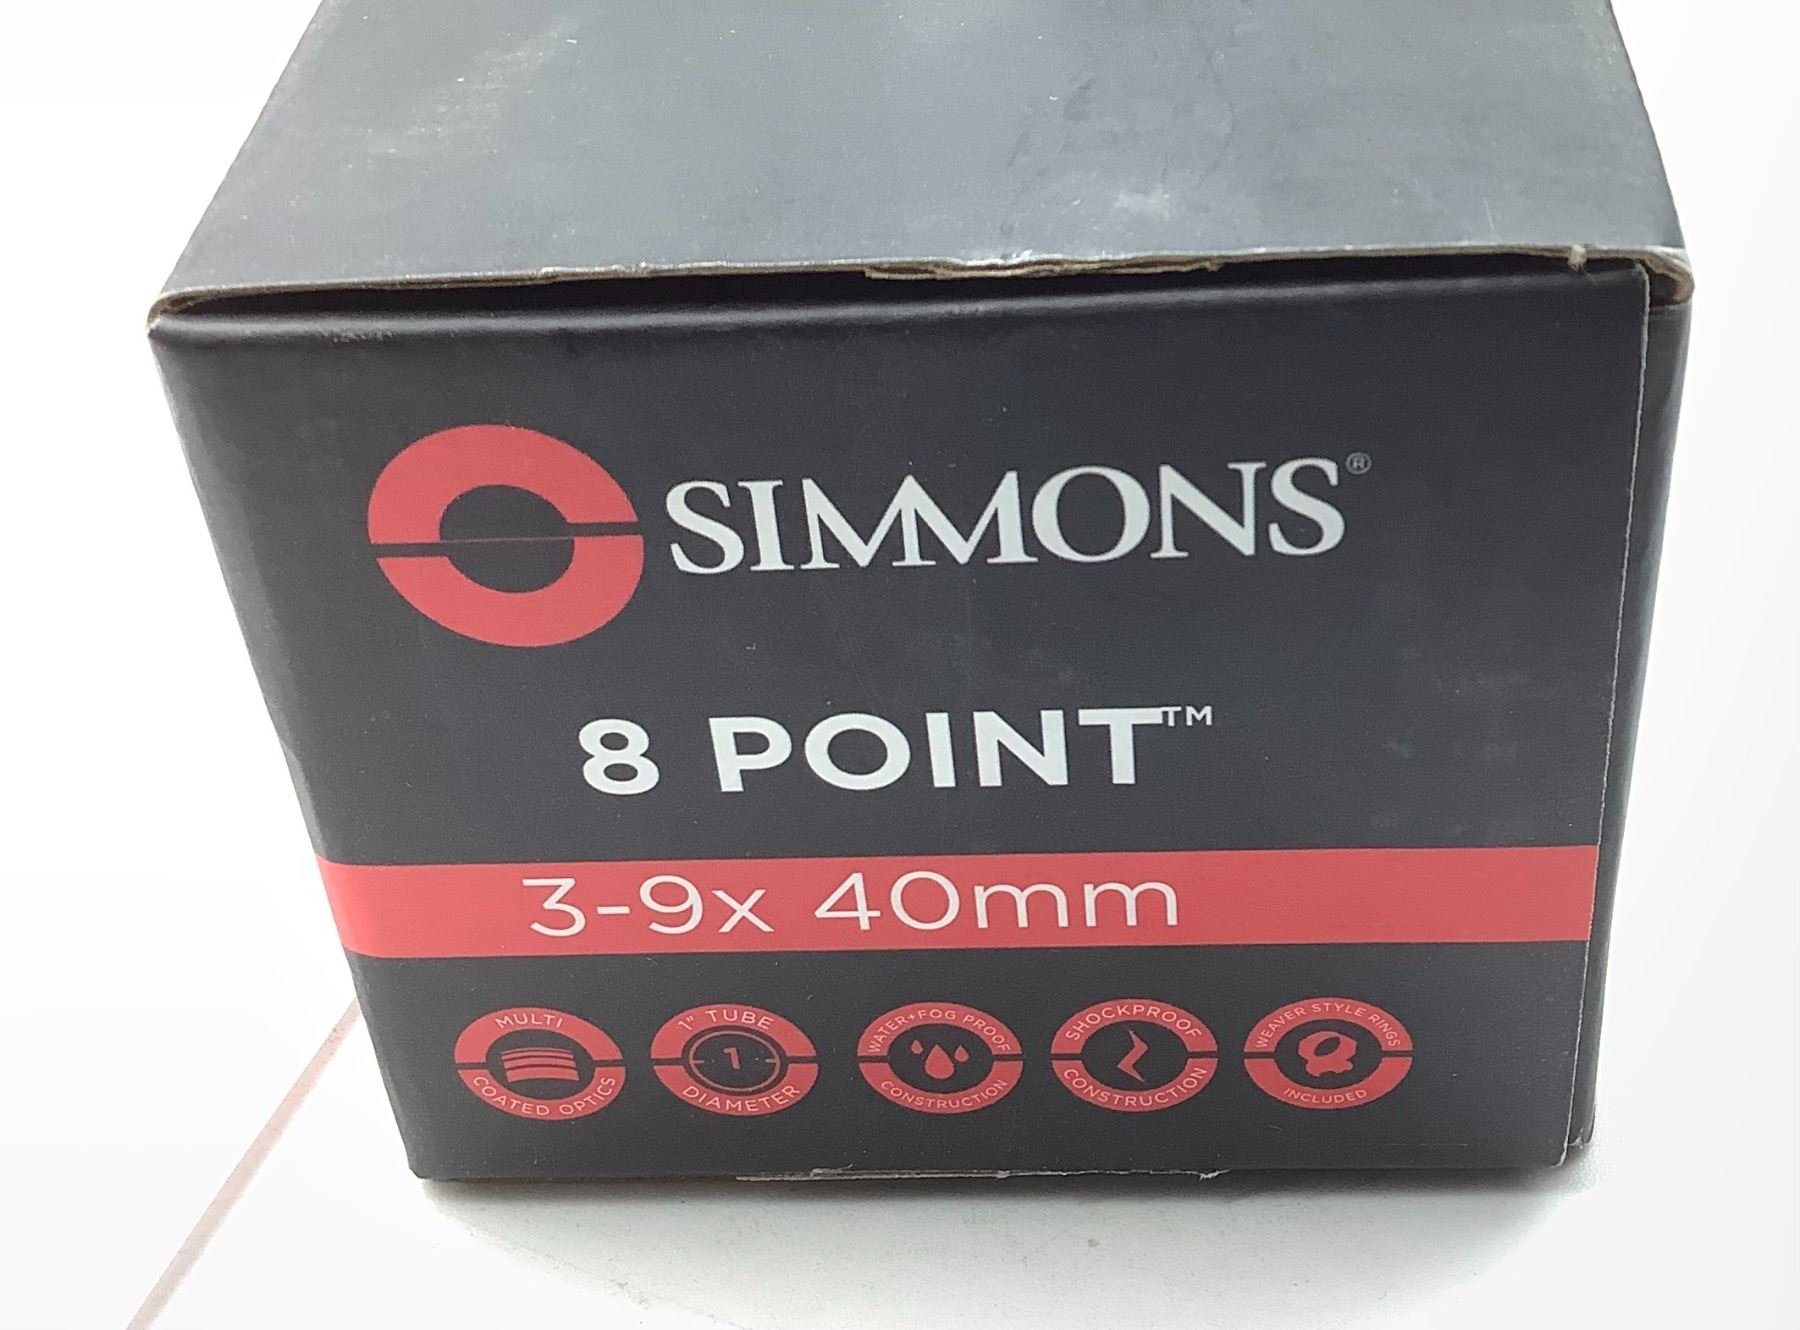 SIMMONS®
8 POINT™
3-9x 40mm
MULTI
COATED OPTICS
1" TUBE
1
DIAMETER
WATER+FOG PROOF
CONSTRUCTION
SHOCKPROOF
CONSTRUCTION
WEAVER STYLE RINGS
INCLUDED